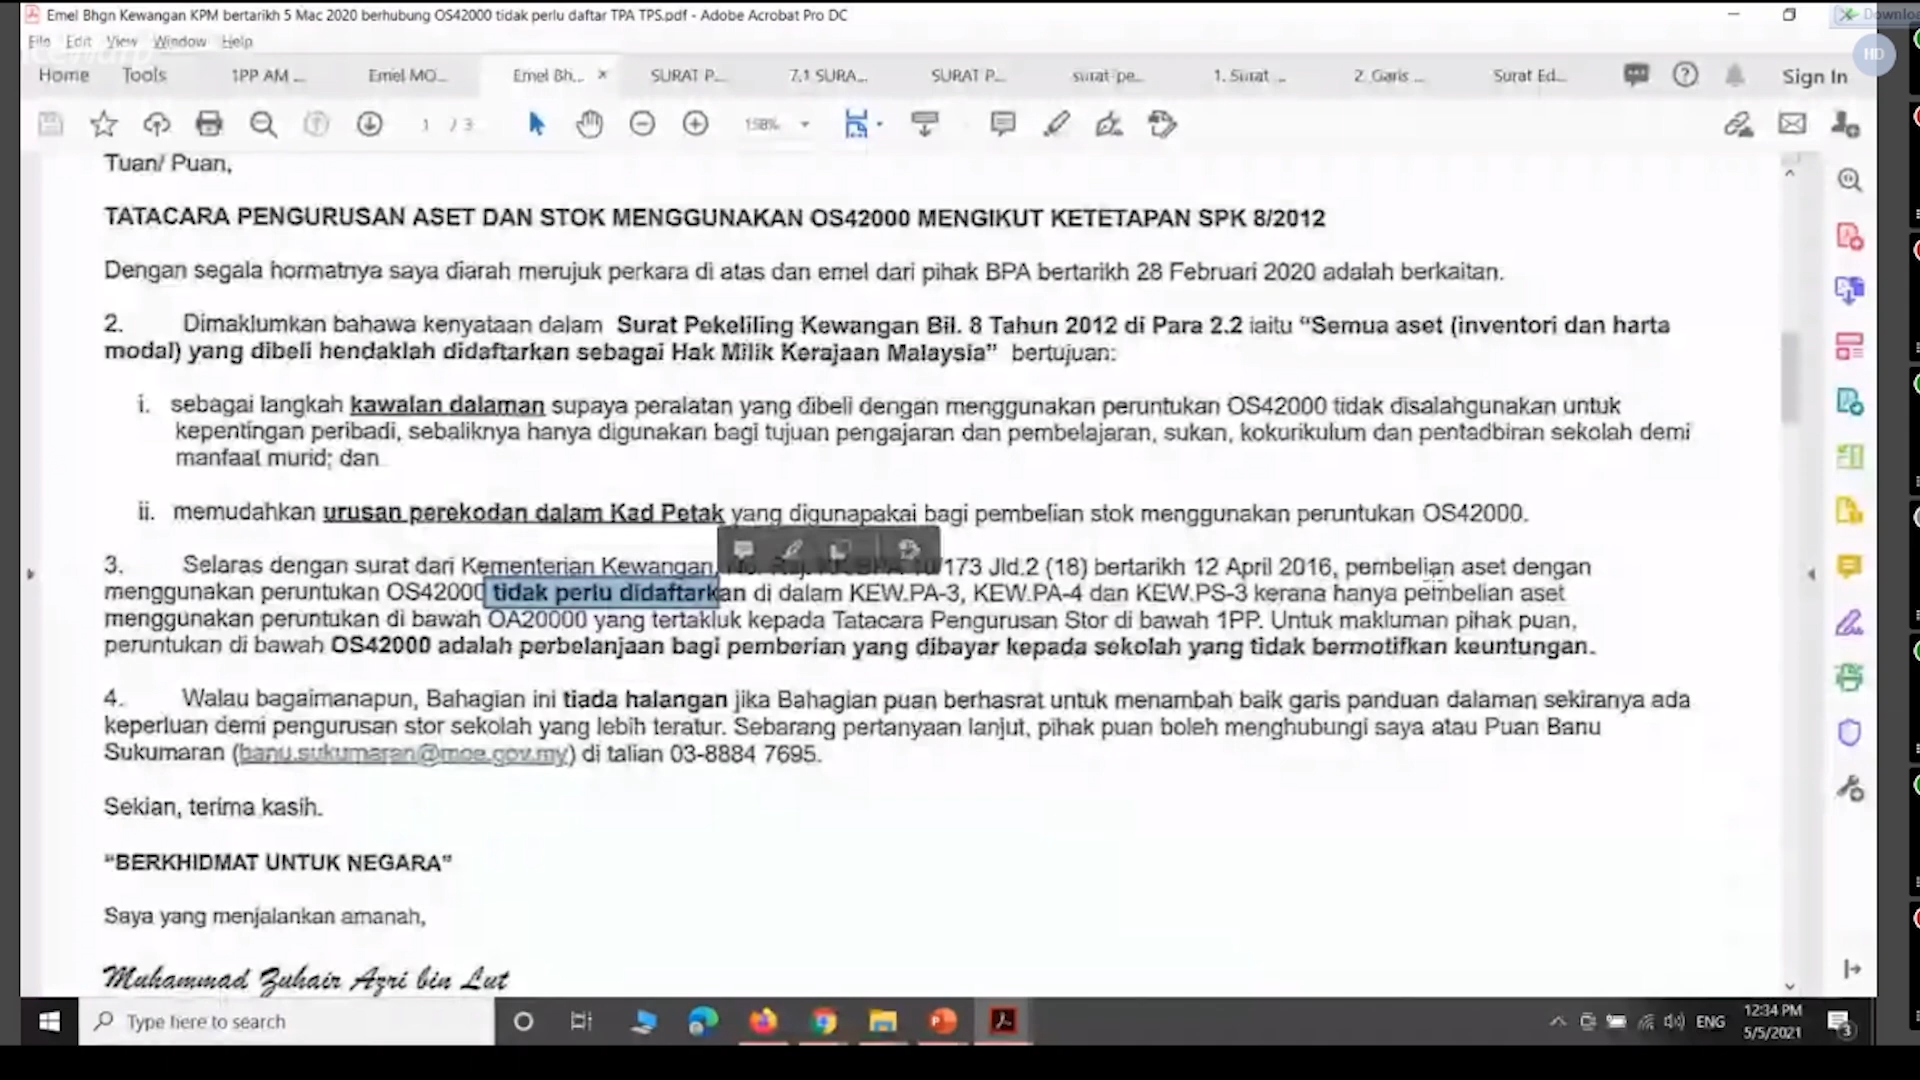 Emel Bhgn Kewangan KPM bertarikh 5 Mac 2020 berhubung OS42000 tidak perlu daftar TPA TPS.pdf - Adobe Acrobat Pro DC
File Edit View Window Help
Home Tools 1PP AM ... Emel MO... Emel Bh... × SURAT P... 7.1 SURA... SURAT P... surat pe... 1. Surat ... 2. Garis ... Surat Ed... Sign In
HD
1 / 3 158%
Tuan/ Puan,
TATACARA PENGURUSAN ASET DAN STOK MENGGUNAKAN OS42000 MENGIKUT KETETAPAN SPK 8/2012
Dengan segala hormatnya saya diarah merujuk perkara di atas dan emel dari pihak BPA bertarikh 28 Februari 2020 adalah berkaitan.
2. Dimaklumkan bahawa kenyataan dalam Surat Pekeliling Kewangan Bil. 8 Tahun 2012 di Para 2.2 iaitu “Semua aset (inventori dan harta
modal) yang dibeli hendaklah didaftarkan sebagai Hak Milik Kerajaan Malaysia” bertujuan:
i. sebagai langkah kawalan dalaman supaya peralatan yang dibeli dengan menggunakan peruntukan OS42000 tidak disalahgunakan untuk
kepentingan peribadi, sebaliknya hanya digunakan bagi tujuan pengajaran dan pembelajaran, sukan, kokurikulum dan pentadbiran sekolah demi
manfaat murid; dan
ii. memudahkan urusan perekodan dalam Kad Petak yang digunapakai bagi pembelian stok menggunakan peruntukan OS42000.
3. Selaras dengan surat dari Kementerian Kewangan, /173 Jld.2 (18) bertarikh 12 April 2016, pembelian aset dengan
menggunakan peruntukan OS42000 tidak perlu didaftarkan di dalam KEW.PA-3, KEW.PA-4 dan KEW.PS-3 kerana hanya pembelian aset
menggunakan peruntukan di bawah OA20000 yang tertakluk kepada Tatacara Pengurusan Stor di bawah 1PP. Untuk makluman pihak puan,
peruntukan di bawah OS42000 adalah perbelanjaan bagi pemberian yang dibayar kepada sekolah yang tidak bermotifkan keuntungan.
4. Walau bagaimanapun, Bahagian ini tiada halangan jika Bahagian puan berhasrat untuk menambah baik garis panduan dalaman sekiranya ada
keperluan demi pengurusan stor sekolah yang lebih teratur. Sebarang pertanyaan lanjut, pihak puan boleh menghubungi saya atau Puan Banu
Sukumaran (banu.sukumaran@moe.gov.my) di talian 03-8884 7695.
Sekian, terima kasih.
“BERKHIDMAT UNTUK NEGARA”
Saya yang menjalankan amanah,
Muhammad Zuhair Azri bin Lut
Type here to search
ENG
12:34 PM
5/5/2021
3